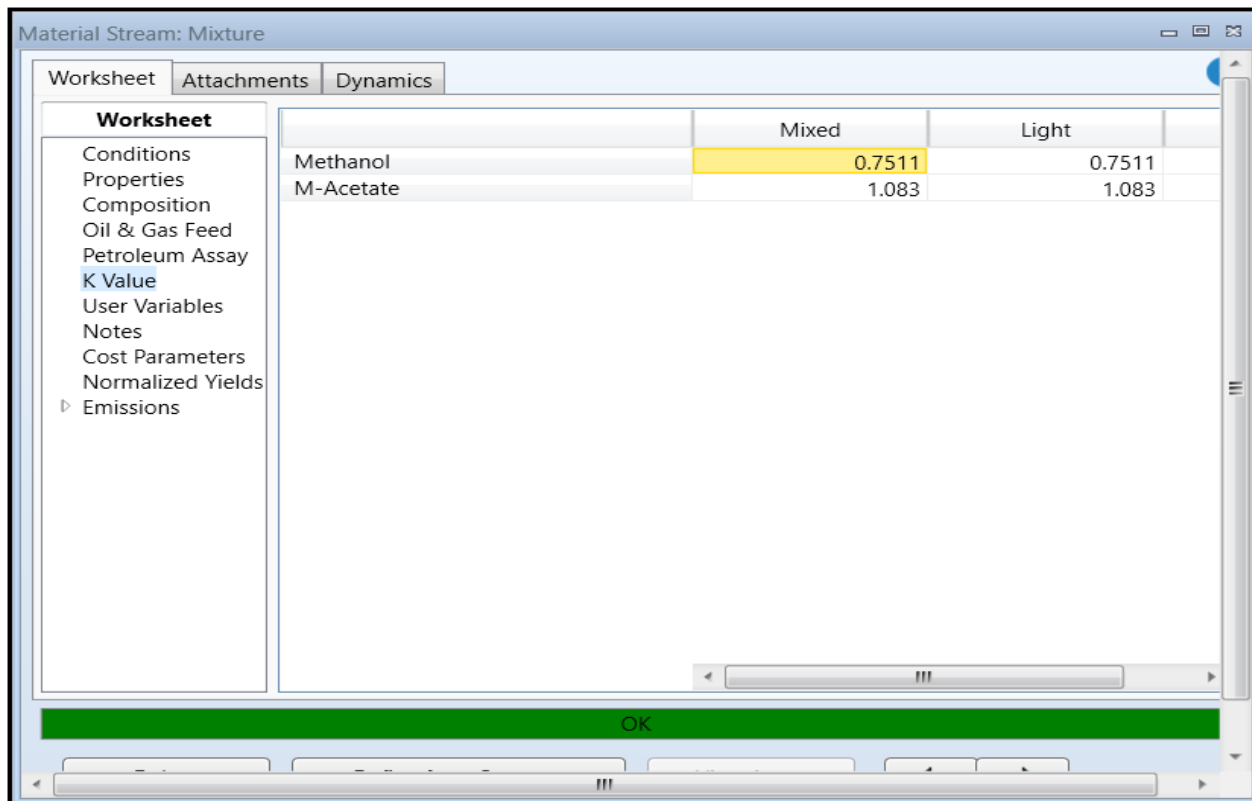 Material Stream: Mixture
Worksheet Attachments Dynamics
Worksheet
Conditions
Properties
Composition
Oil & Gas Feed
Petroleum Assay
K Value
User Variables
Notes
Cost Parameters
Normalized Yields
Emissions
Mixed Light
Methanol 0.7511 0.7511
M-Acetate 1.083 1.083
OK